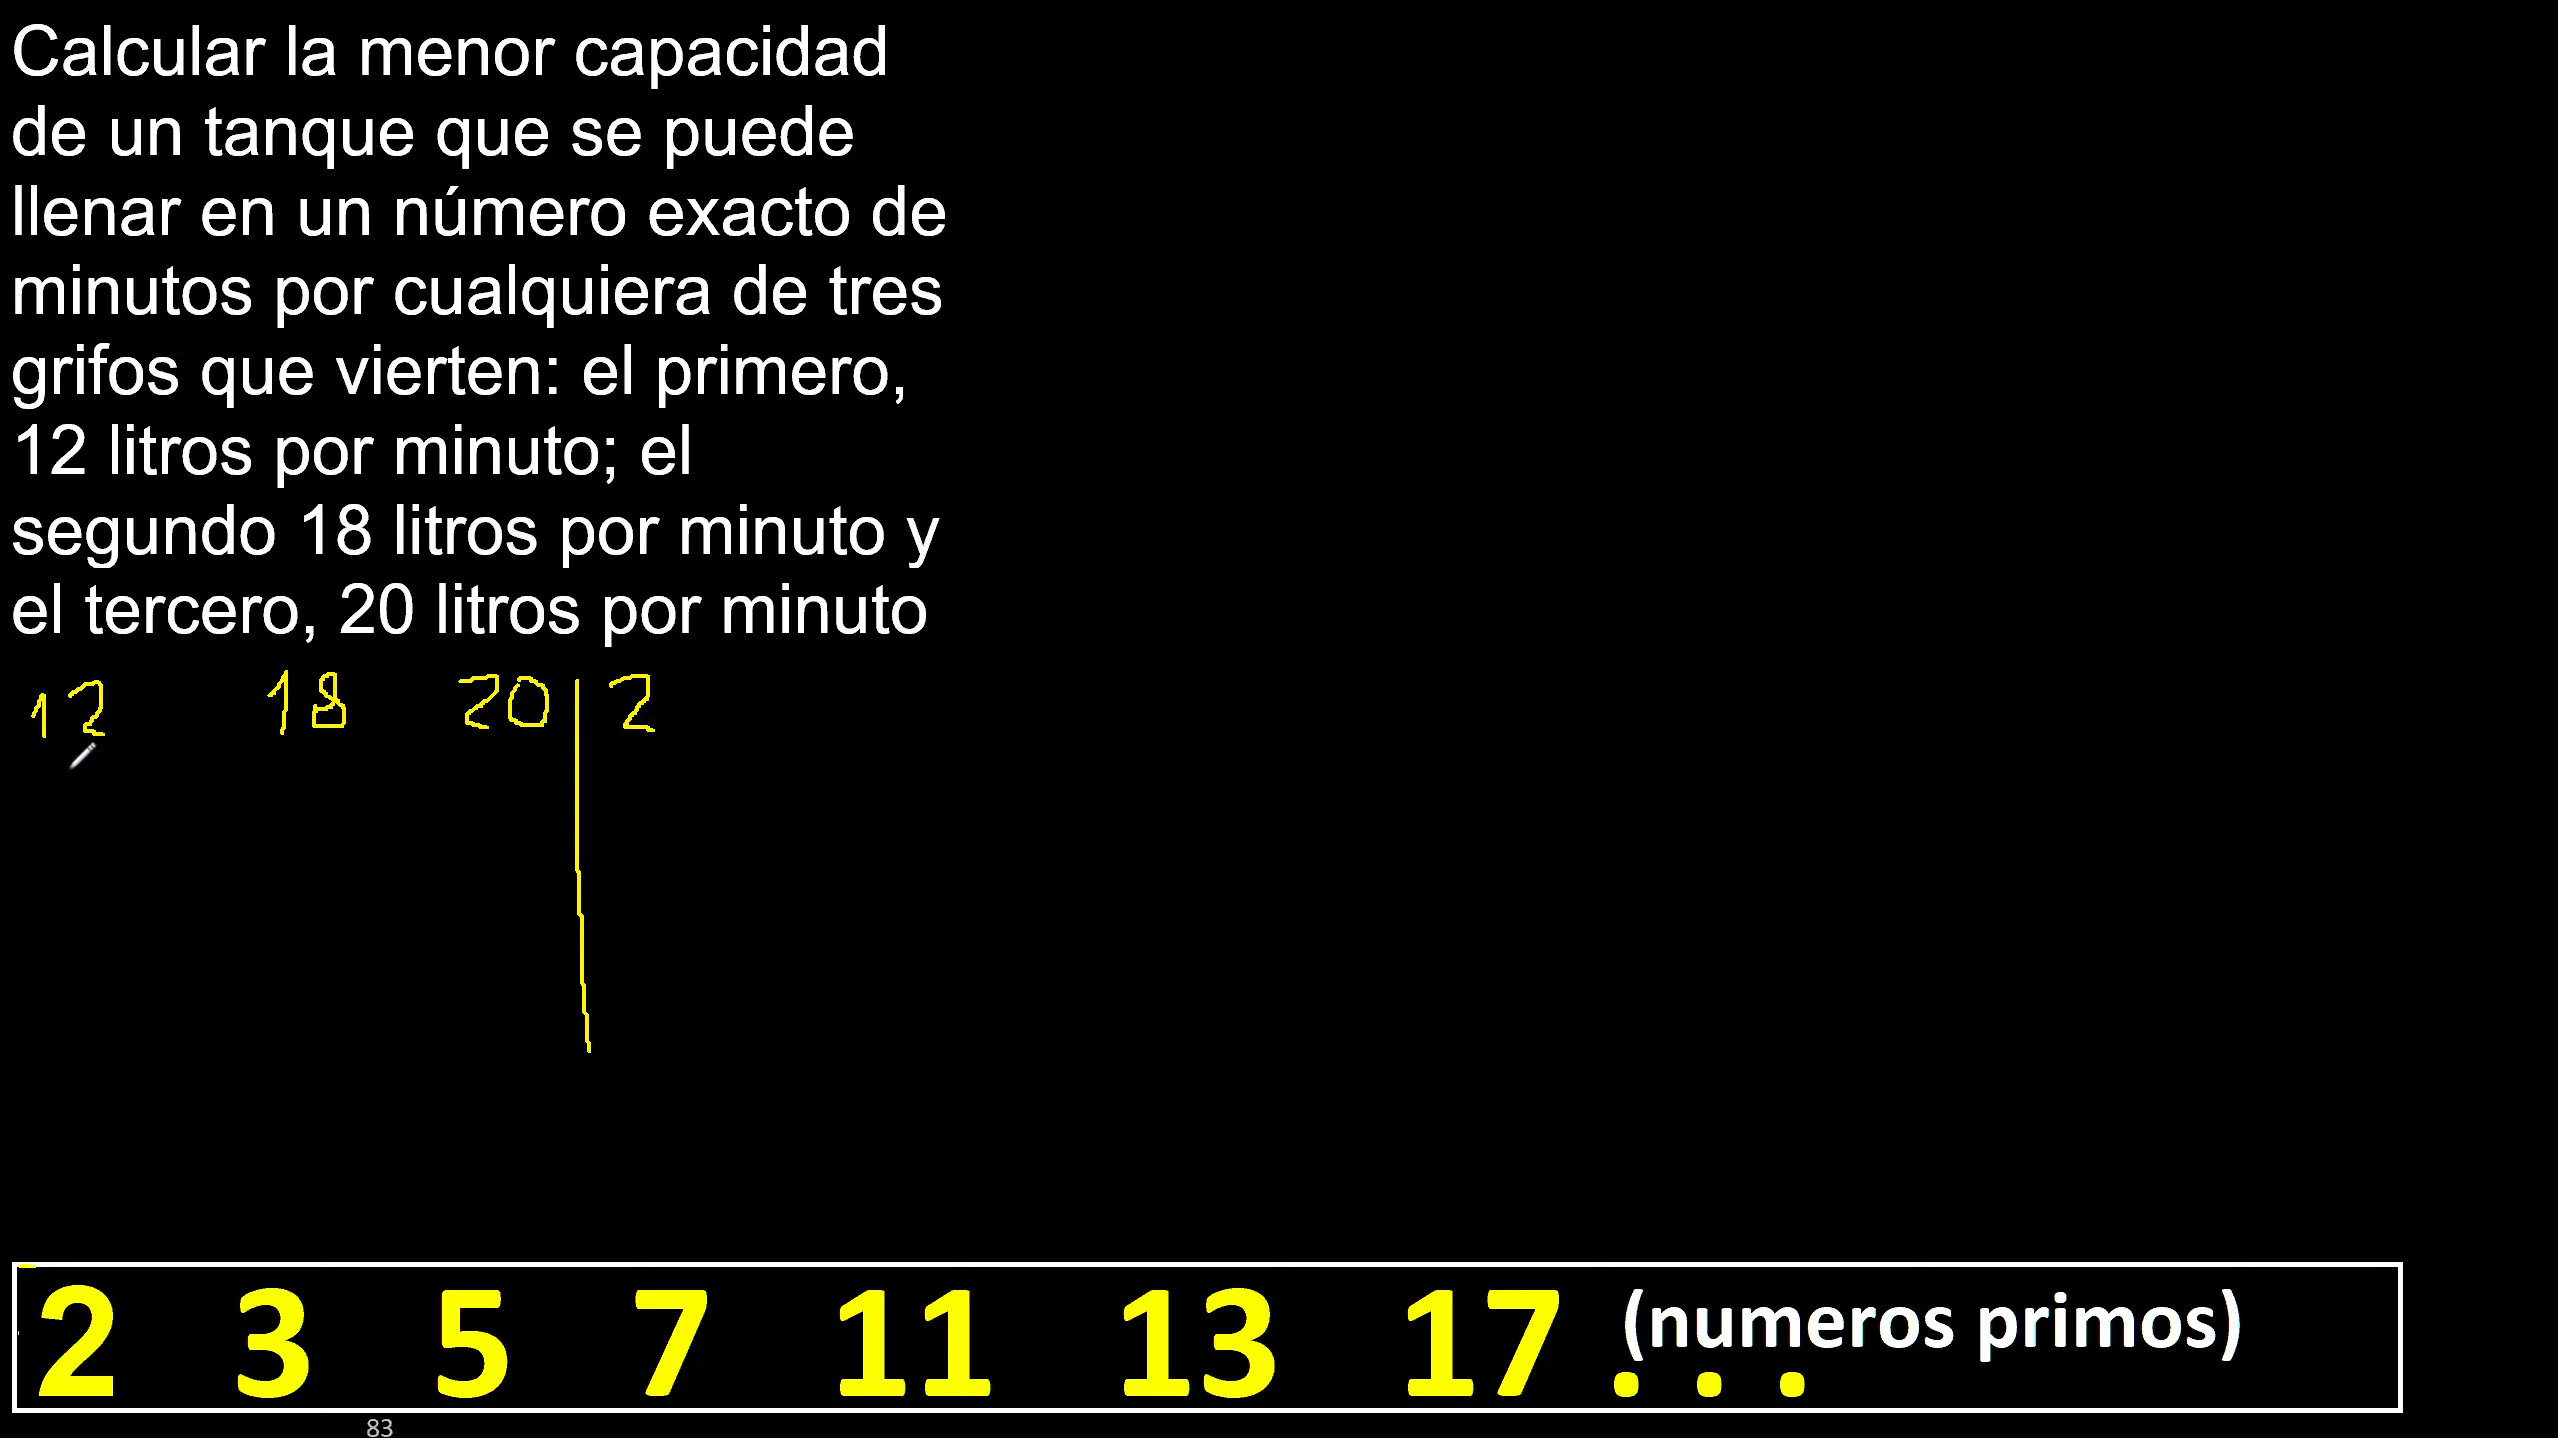 Calcular la menor capacidad
de un tanque que se puede
llenar en un número exacto de
minutos por cualquiera de tres
grifos que vierten: el primero,
12 litros por minuto; el
segundo 18 litros por minuto y
el tercero, 20 litros por minuto
12 18 20 2
2 3 5 7 11 13 17 . . . (numeros primos)
83